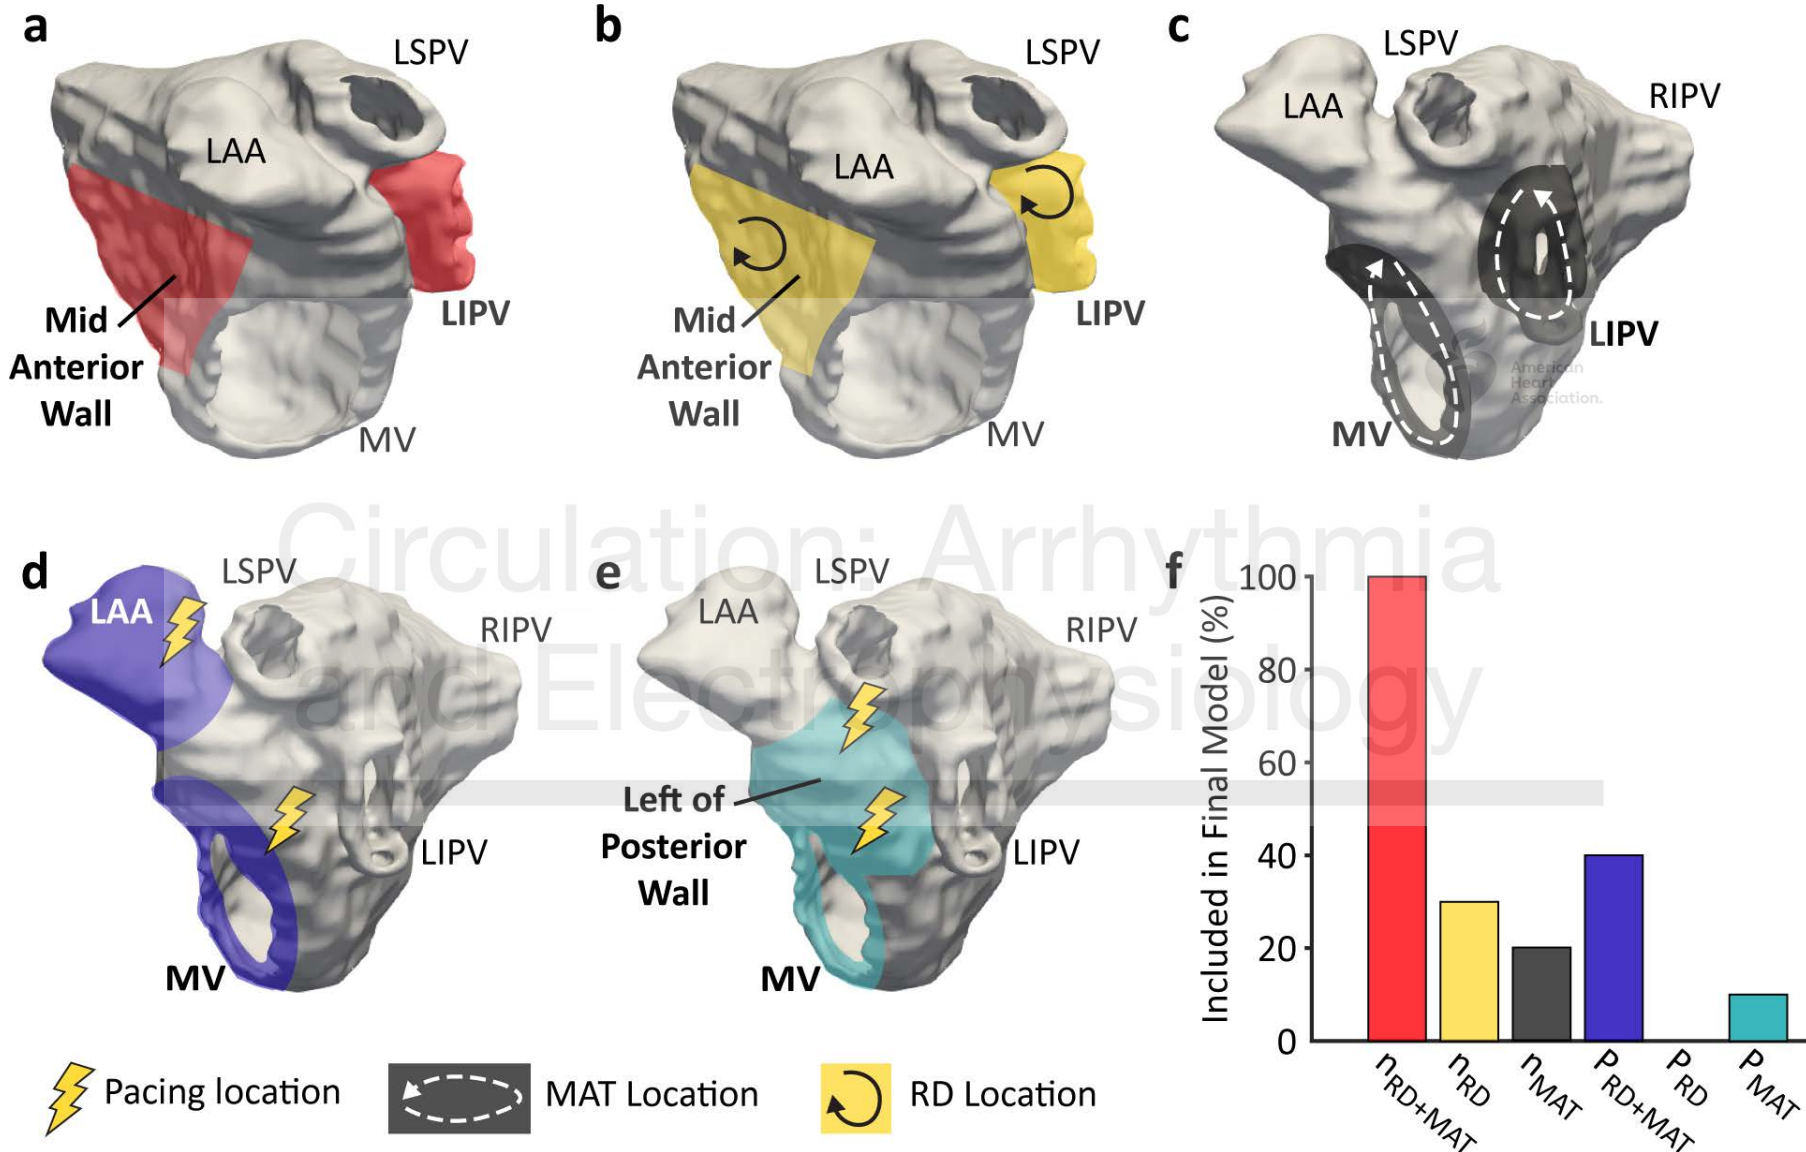 a
LSPV
LAA
Mid
Anterior
Wall
LIPV
MV
b
LSPV
LAA
Mid
Anterior
Wall
LIPV
MV
c
LSPV
LAA
RIPV
LIPV
MV
American
Heart
Association.
Circulation: Arrhythmia
and Electrophysiology
d
LSPV
LAA
RIPV
LIPV
MV
e
LSPV
LAA
RIPV
Left of
Posterior
Wall
LIPV
MV
f
Included in Final Model (%)
100
80
60
40
20
0
nRD+MAT
nRD
nMAT
PRD+MAT
PRD
PMAT
Pacing location
MAT Location
RD Location